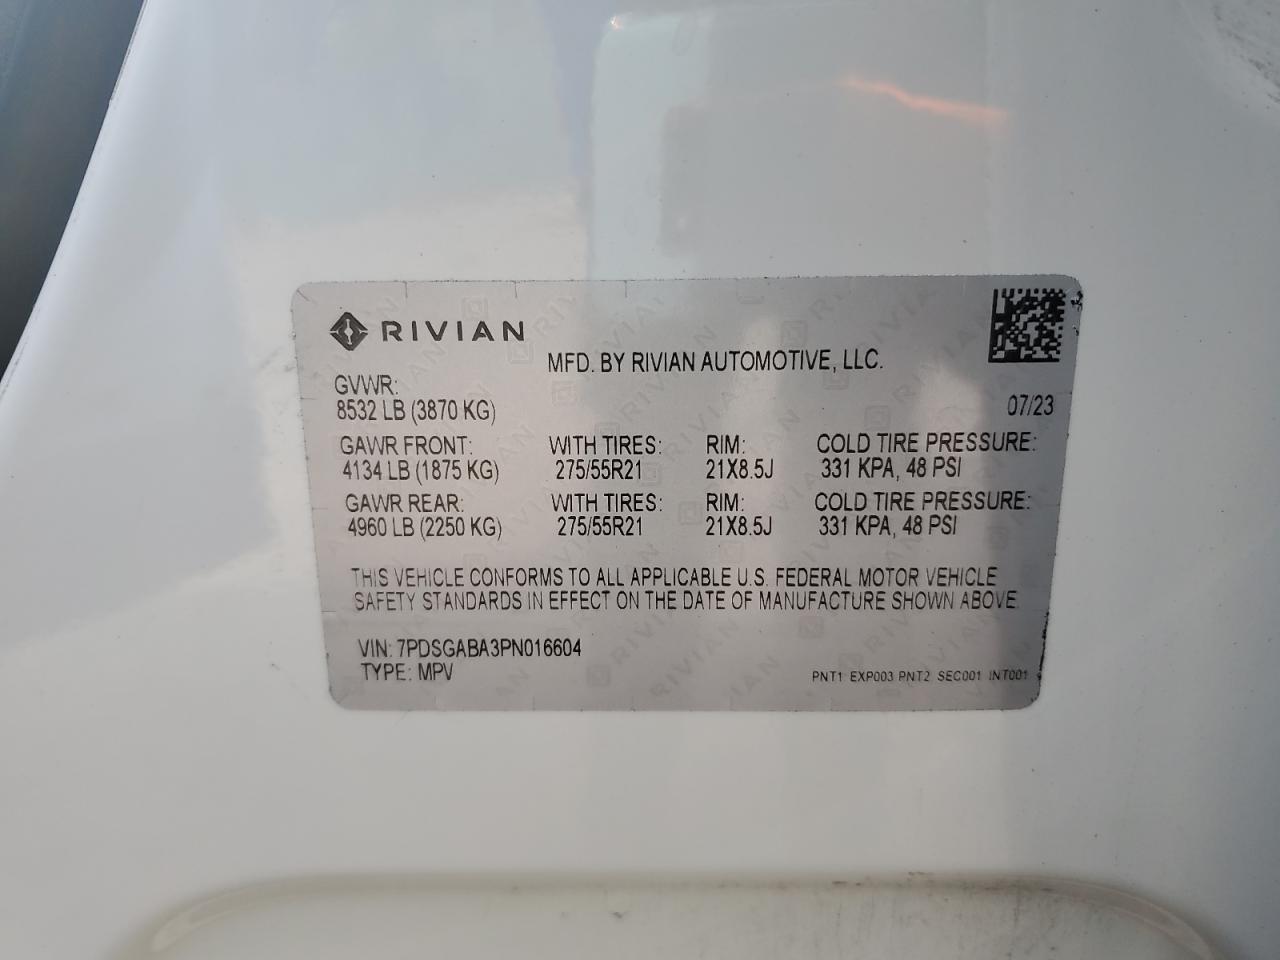 RIVIAN
MFD. BY RIVIAN AUTOMOTIVE, LLC.
GVWR:
8532 LB (3870 KG)
07/23
GAWR FRONT: WITH TIRES: RIM: COLD TIRE PRESSURE:
4134 LB (1875 KG) 275/55R21 21X8.5J 331 KPA, 48 PSI
GAWR REAR: WITH TIRES: RIM: COLD TIRE PRESSURE:
4960 LB (2250 KG) 275/55R21 21X8.5J 331 KPA, 48 PSI
THIS VEHICLE CONFORMS TO ALL APPLICABLE U.S. FEDERAL MOTOR VEHICLE
SAFETY STANDARDS IN EFFECT ON THE DATE OF MANUFACTURE SHOWN ABOVE.
VIN: 7PDSGABA3PN016604
TYPE: MPV
PNT1 EXP003 PNT2 SEC001 INT001